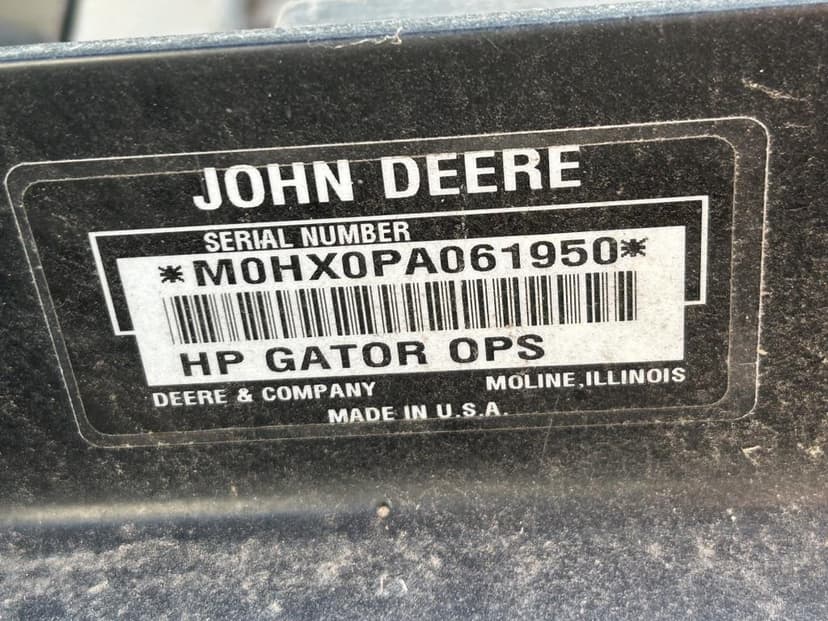 JOHN DEERE
SERIAL NUMBER
*M0HX0PA061950*
HP GATOR OPS
DEERE & COMPANY MOLINE, ILLINOIS
MADE IN U.S.A.